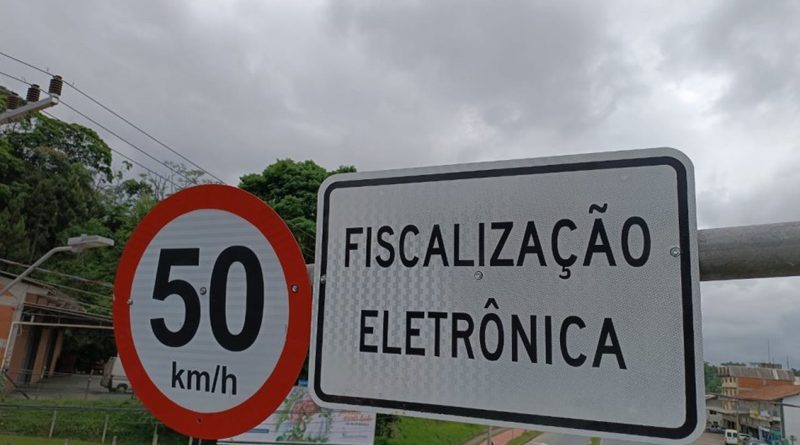 50
km/h
FISCALIZAÇÃO
ELETRÔNICA